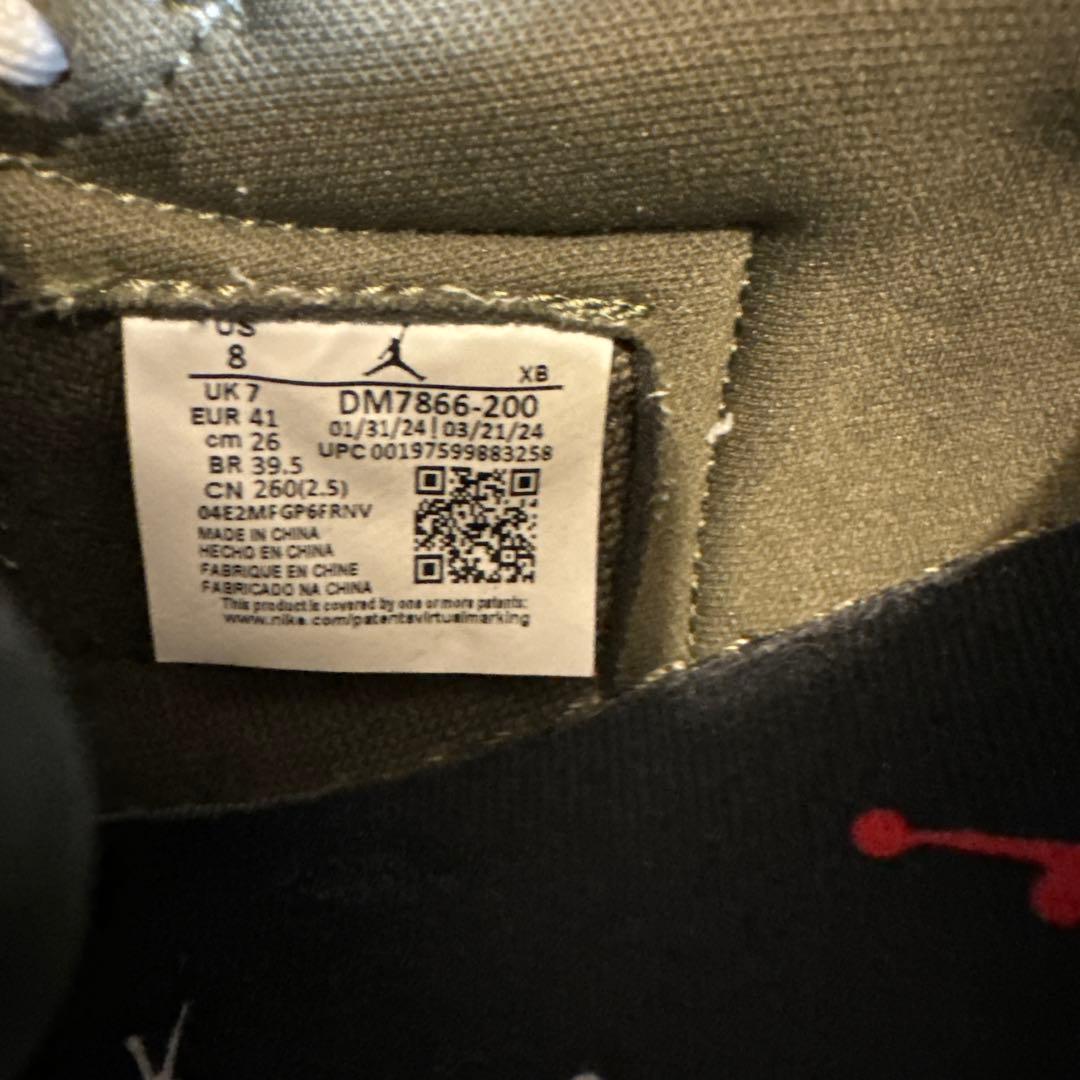 US
8
XB
UK 7
EUR 41
cm 26
BR 39.5
CN 260(2.5)
DM7866-200
01/31/24 | 03/21/24
UPC 00197599883258
04E2MFGP6FRNV
MADE IN CHINA
HECHO EN CHINA
FABRIQUE EN CHINE
FABRICADO NA CHINA
This product is covered by one or more patents:
www.nike.com/patentsvirtualmarking